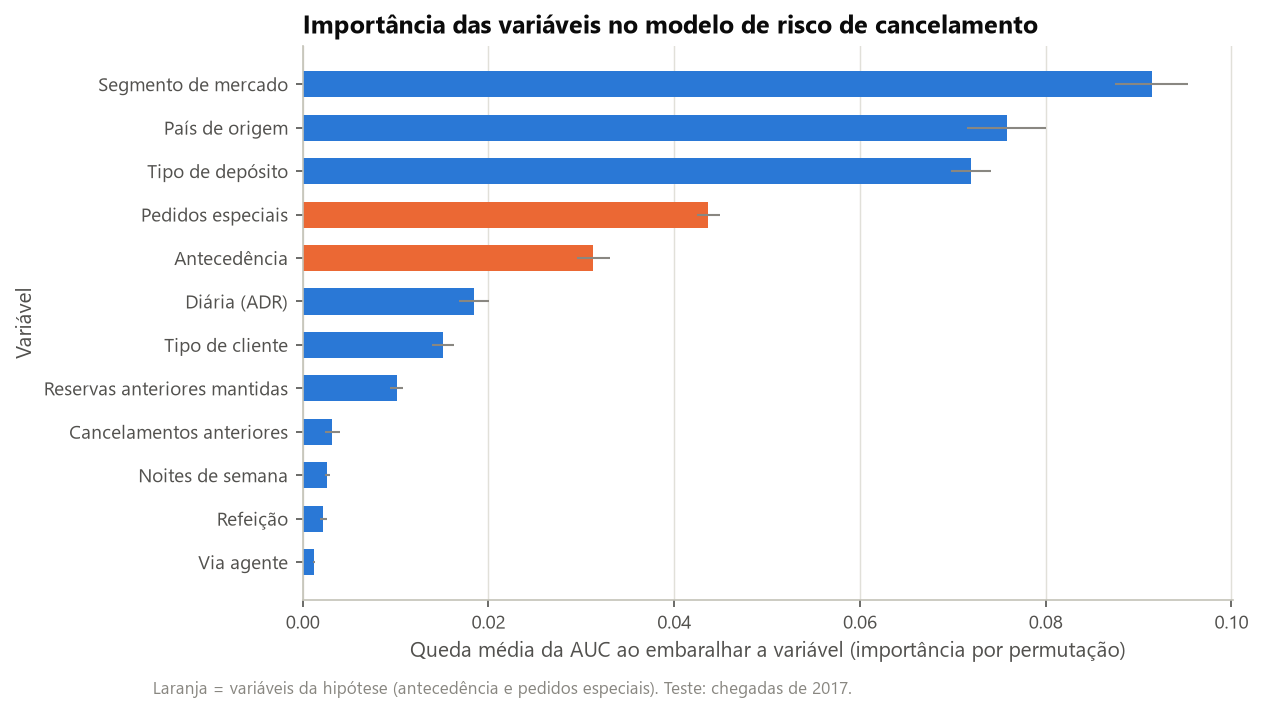 Importância das variáveis no modelo de risco de cancelamento
Variável
Segmento de mercado
País de origem
Tipo de depósito
Pedidos especiais
Antecedência
Diária (ADR)
Tipo de cliente
Reservas anteriores mantidas
Cancelamentos anteriores
Noites de semana
Refeição
Via agente
0.00 0.02 0.04 0.06 0.08 0.10
Queda média da AUC ao embaralhar a variável (importância por permutação)
Laranja = variáveis da hipótese (antecedência e pedidos especiais). Teste: chegadas de 2017.